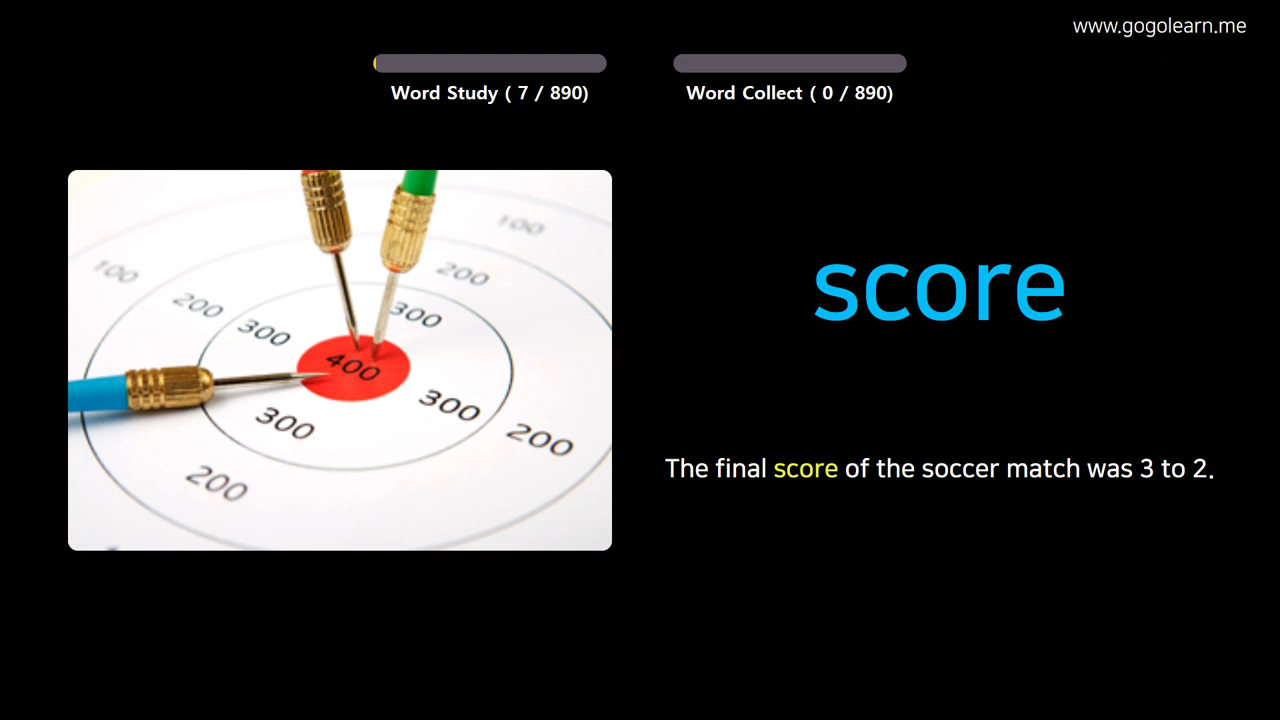 www.gogolearn.me
Word Study ( 7 / 890)
Word Collect ( 0 / 890)
100
100
200
200
300
300
400
300
300
200
200
score
The final score of the soccer match was 3 to 2.